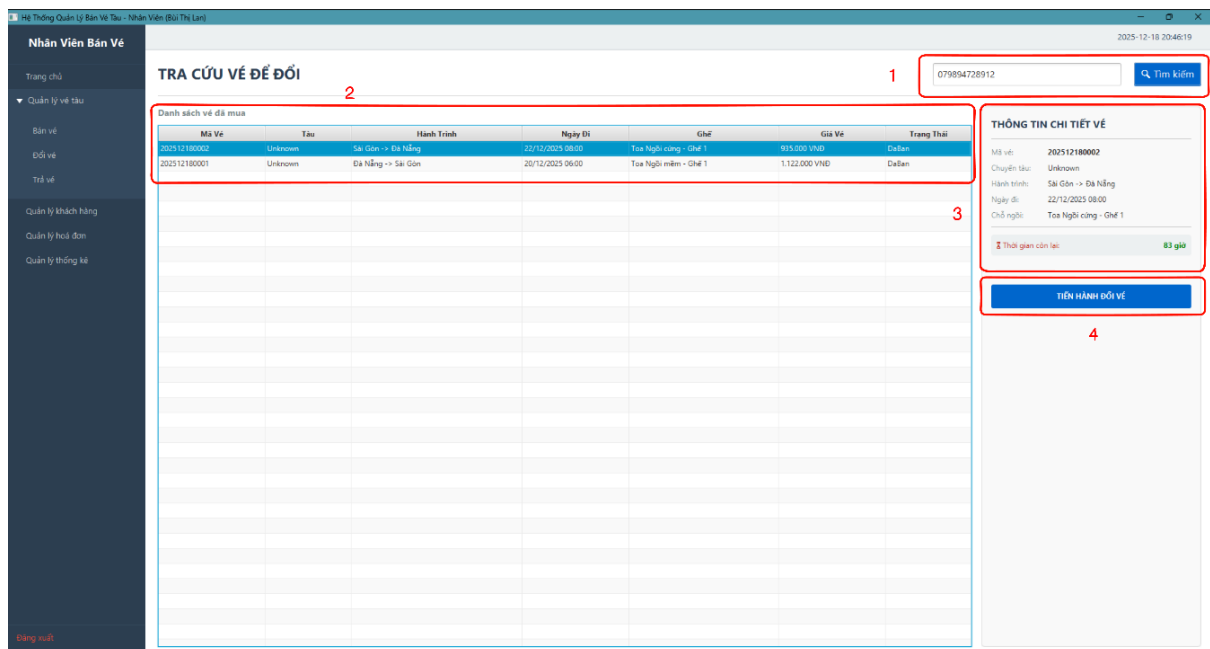 Hệ Thống Quản Lý Bán Vé Tàu - Nhân Viên (Bùi Thị Lan)
Nhân Viên Bán Vé
2025-12-18 20:46:19
Trang chủ
Quản lý vé tàu
Bán vé
Đổi vé
Trả vé
Quản lý khách hàng
Quản lý hoá đơn
Quản lý thống kê
Đăng xuất
TRA CỨU VÉ ĐỂ ĐỔI
1
079894728912
Tìm kiếm
2
Danh sách vé đã mua
Mã Vé Tàu Hành Trình Ngày Đi Ghế Giá Vé Trạng Thái
202512180002 Unknown Sài Gòn -> Đà Nẵng 22/12/2025 08:00 Toa Ngồi cứng - Ghế 1 935.000 VNĐ DaBan
202512180001 Unknown Đà Nẵng -> Sài Gòn 20/12/2025 06:00 Toa Ngồi mềm - Ghế 1 1.122.000 VNĐ DaBan
3
THÔNG TIN CHI TIẾT VÉ
Mã vé: 202512180002
Chuyến tàu: Unknown
Hành trình: Sài Gòn -> Đà Nẵng
Ngày đi: 22/12/2025 08:00
Chỗ ngồi: Toa Ngồi cứng - Ghế 1
Thời gian còn lại: 83 giờ
TIẾN HÀNH ĐỔI VÉ
4